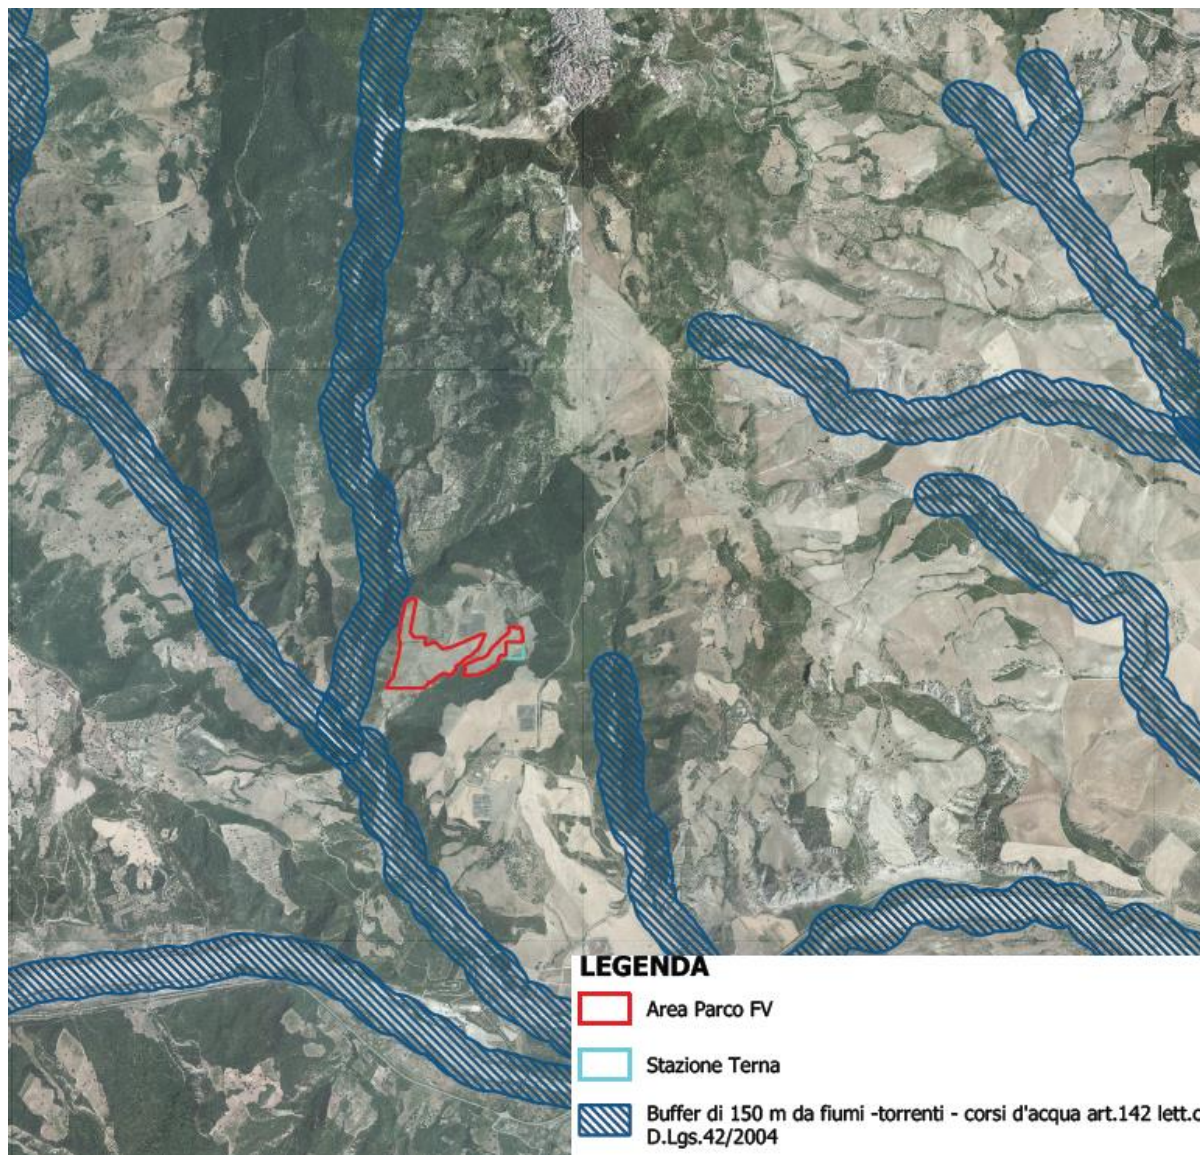 LEGENDA
Area Parco FV
Stazione Terna
Buffer di 150 m da fiumi -torrenti - corsi d'acqua art.142 lett.c
D.Lgs.42/2004